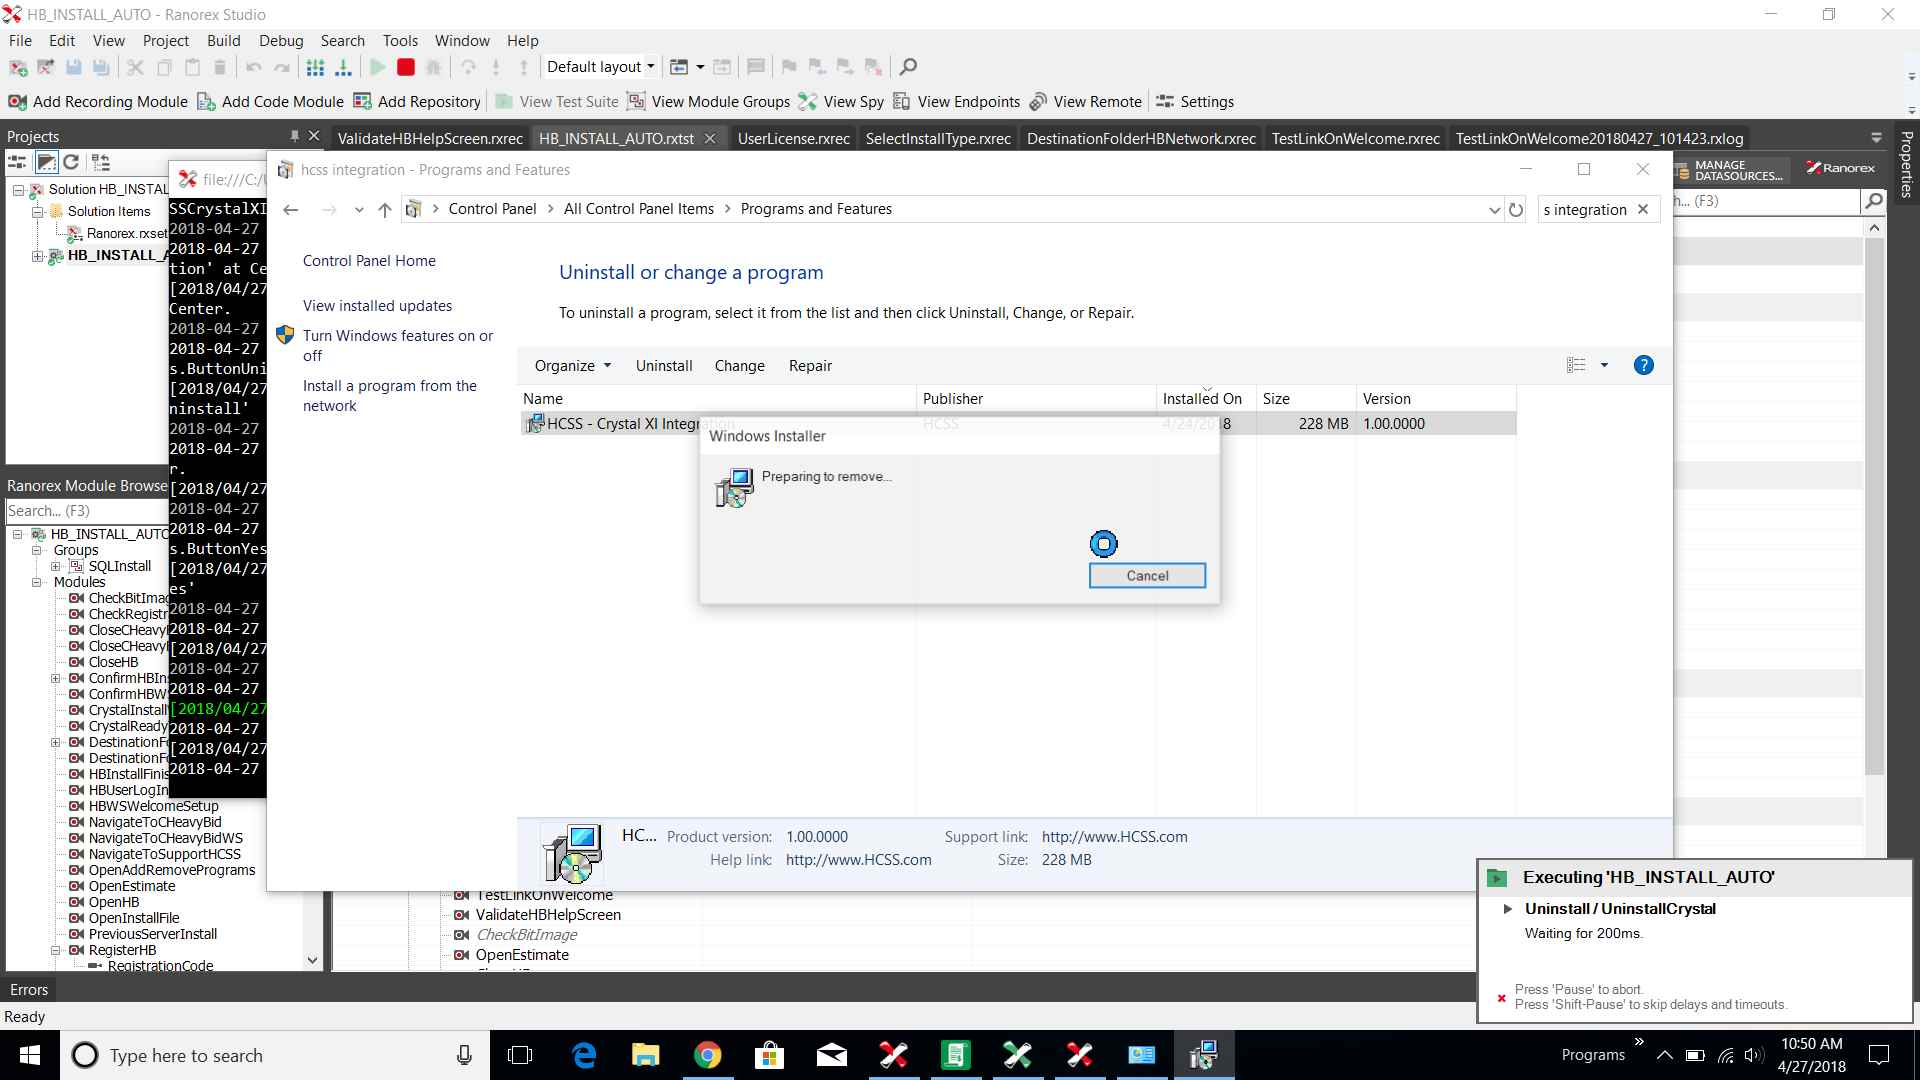 HB_INSTALL_AUTO - Ranorex Studio
File Edit View Project Build Debug Search Tools Window Help
Default layout
Add Recording Module Add Code Module Add Repository View Test Suite View Module Groups View Spy View Endpoints View Remote Settings
Projects
ValidateHBHelpScreen.rxrec HB_INSTALL_AUTO.rxtst UserLicense.rxrec SelectInstallType.rxrec DestinationFolderHBNetwork.rxrec TestLinkOnWelcome.rxrec TestLinkOnWelcome20180427_101423.rxlog
Properties
MANAGE
DATASOURCES...
Ranorex
h... (F3)
Solution HB_INSTAL
Solution Items
Ranorex.rxset
HB_INSTALL_A
file:///C:/U
SSCrystalXI
2018-04-27
2018-04-27
tion' at Ce
[2018/04/27
Center.
2018-04-27
2018-04-27
s.ButtonUni
[2018/04/27
ninstall'
2018-04-27
2018-04-27
r.
[2018/04/27
2018-04-27
2018-04-27
s.ButtonYes
[2018/04/27
es'
2018-04-27
2018-04-27
[2018/04/27
2018-04-27
2018-04-27
[2018/04/27
2018-04-27
[2018/04/27
2018-04-27
hcss integration - Programs and Features
Control Panel > All Control Panel Items > Programs and Features
s integration
Control Panel Home
View installed updates
Turn Windows features on or
off
Install a program from the
network
Uninstall or change a program
To uninstall a program, select it from the list and then click Uninstall, Change, or Repair.
Organize Uninstall Change Repair
Name Publisher Installed On Size Version
HCSS - Crystal XI Integration HCSS 4/24/2018 228 MB 1.00.0000
Windows Installer
Preparing to remove...
Cancel
HC... Product version: 1.00.0000 Support link: http://www.HCSS.com
Help link: http://www.HCSS.com Size: 228 MB
Ranorex Module Browse
Search... (F3)
HB_INSTALL_AUTO
Groups
SQLInstall
Modules
CheckBitImag
CheckRegistr
CloseCHeavyI
CloseCHeavyI
CloseHB
ConfirmHBIns
ConfirmHBW
CrystalInstall
CrystalReady
DestinationFo
DestinationFo
HBInstallFinis
HBUserLogIn
HBWSWelcomeSetup
NavigateToCHeavyBid
NavigateToCHeavyBidWS
NavigateToSupportHCSS
OpenAddRemovePrograms
OpenEstimate
OpenHB
OpenInstallFile
PreviousServerInstall
RegisterHB
RegistrationCode
TestLinkOnWelcome
ValidateHBHelpScreen
CheckBitImage
OpenEstimate
Executing 'HB_INSTALL_AUTO'
Uninstall / UninstallCrystal
Waiting for 200ms.
Press 'Pause' to abort.
Press 'Shift-Pause' to skip delays and timeouts.
Errors
Ready
Type here to search
Programs
10:50 AM
4/27/2018